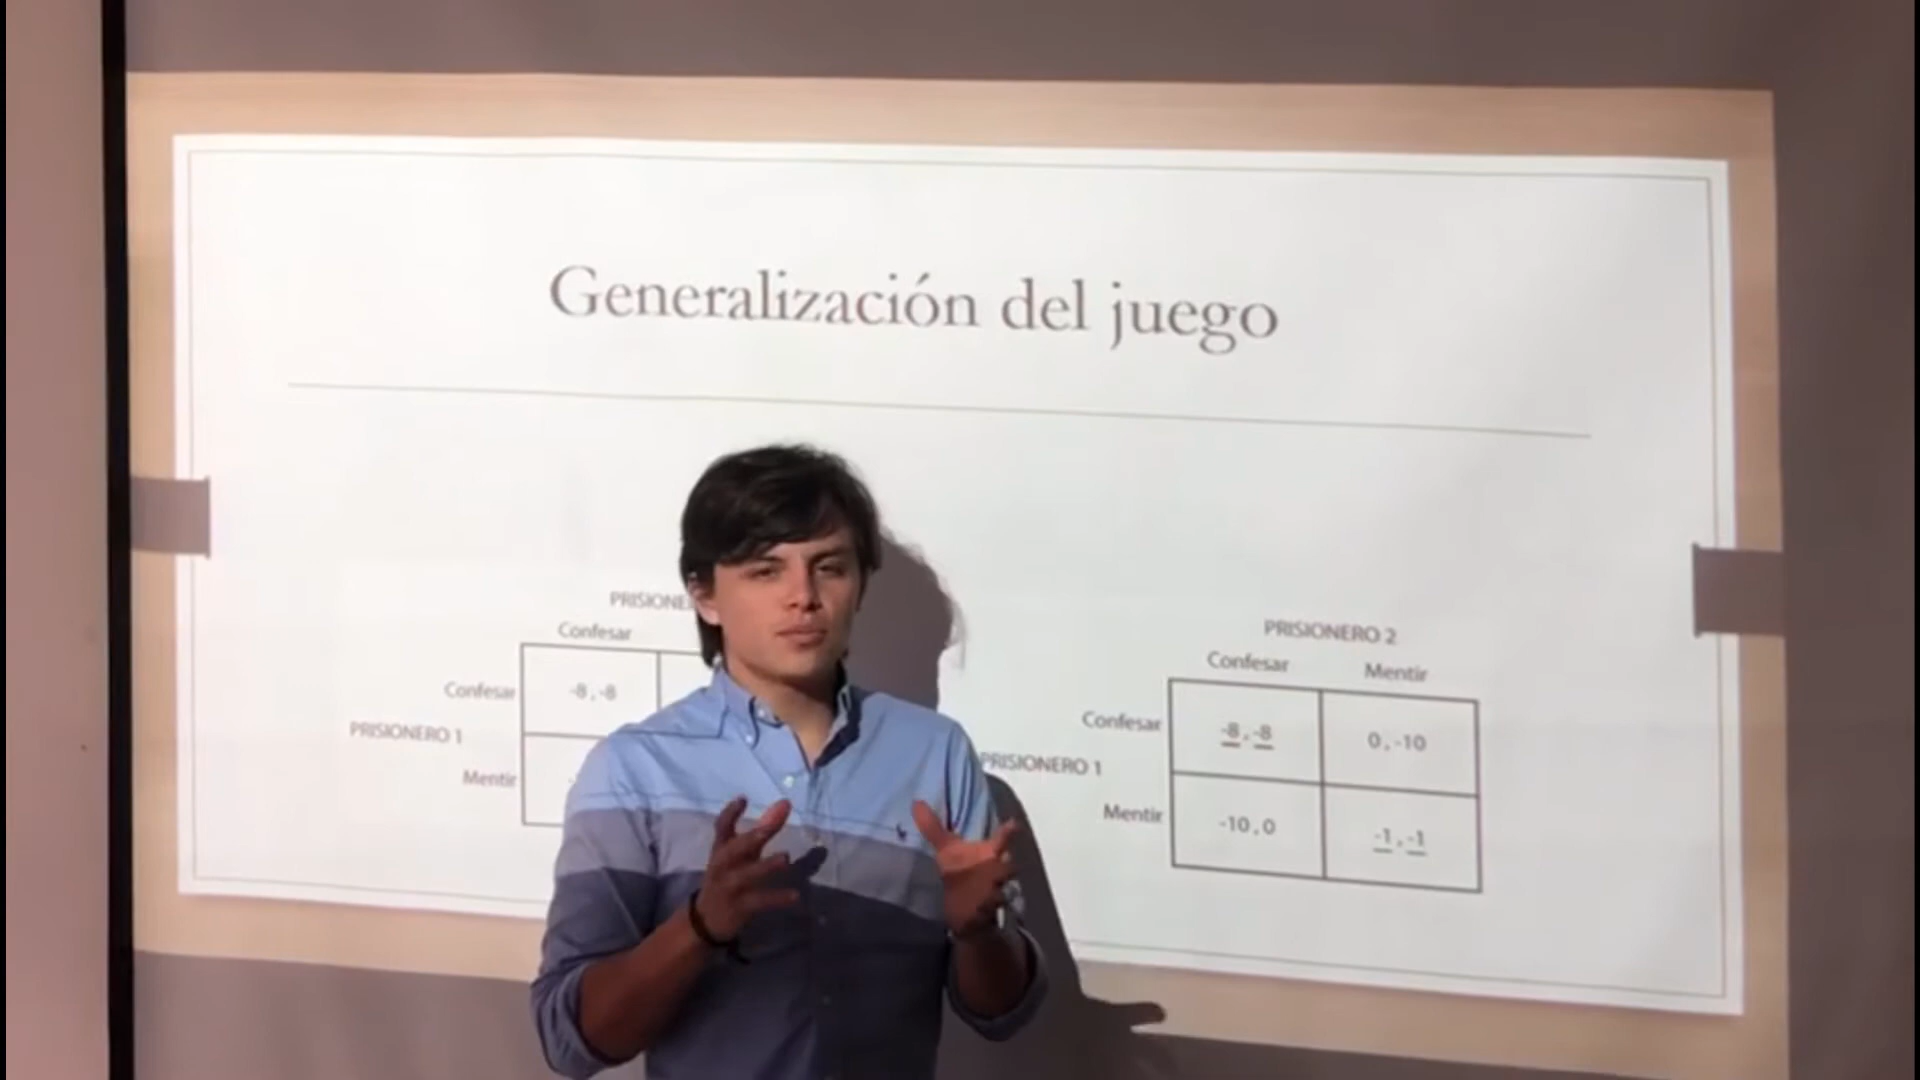 Generalización del juego
PRISIONE
Confesar
Confesar
-8 , -8
PRISIONERO 1
Mentir
PRISIONERO 2
Confesar Mentir
Confesar
-8 , -8
0 , -10
PRISIONERO 1
Mentir
-10 , 0
-1 , -1